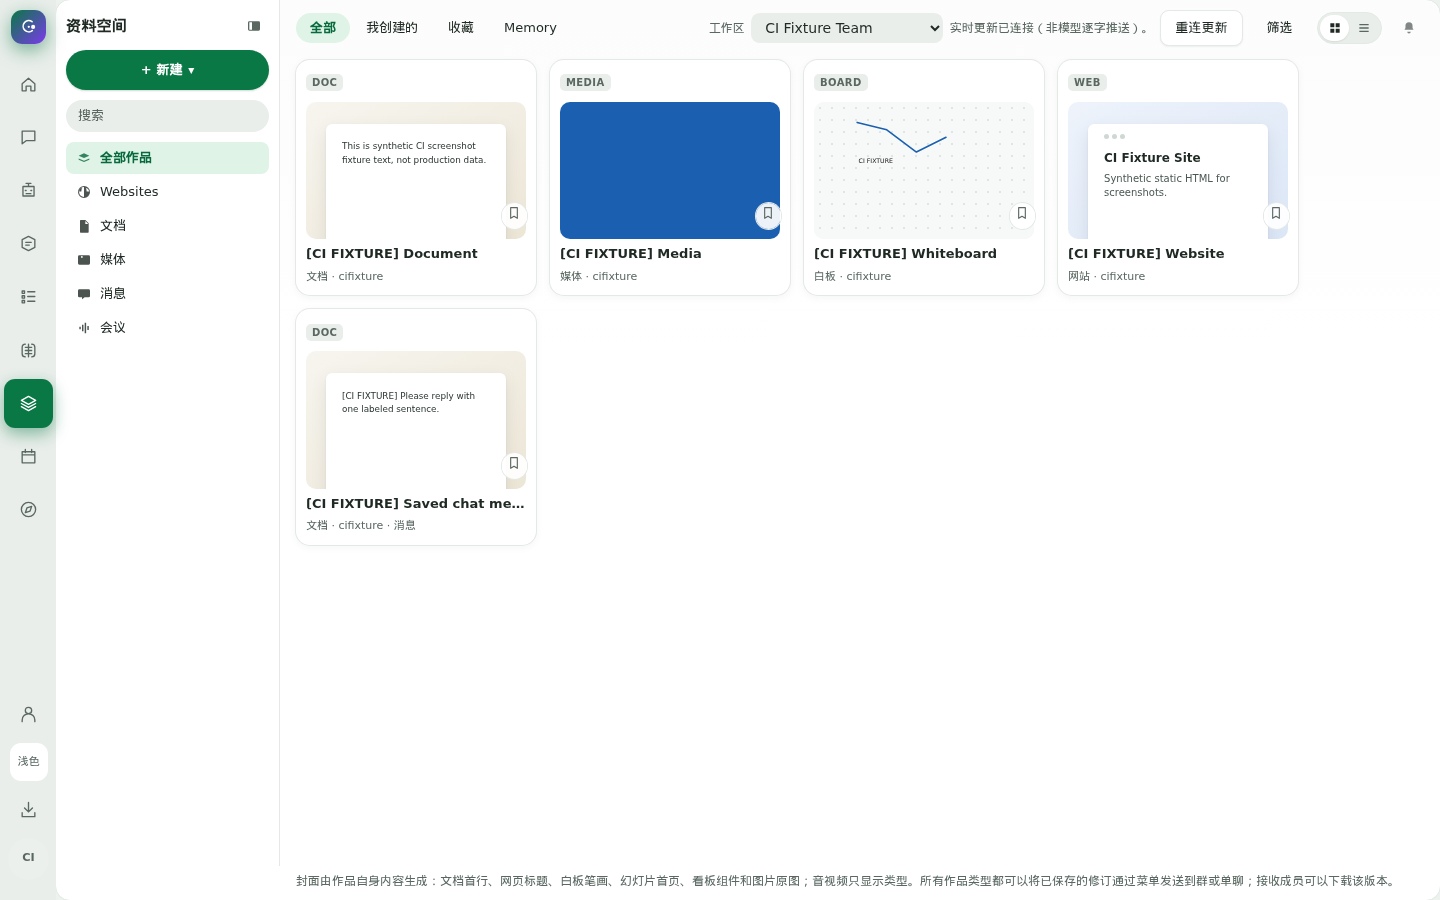 资料空间
+ 新建 ▾
搜索
全部作品
Websites
文档
媒体
消息
会议
浅色
CI
全部
我创建的
收藏
Memory
工作区
CI Fixture Team
实时更新已连接（非模型逐字推送）。
重连更新
筛选
DOC
This is synthetic CI screenshot
fixture text, not production data.
[CI FIXTURE] Document
文档 · cifixture
MEDIA
[CI FIXTURE] Media
媒体 · cifixture
BOARD
CI FIXTURE
[CI FIXTURE] Whiteboard
白板 · cifixture
WEB
CI Fixture Site
Synthetic static HTML for
screenshots.
[CI FIXTURE] Website
网站 · cifixture
DOC
[CI FIXTURE] Please reply with
one labeled sentence.
[CI FIXTURE] Saved chat me...
文档 · cifixture · 消息
封面由作品自身内容生成：文档首行、网页标题、白板笔画、幻灯片首页、看板组件和图片原图；音视频只显示类型。所有作品类型都可以将已保存的修订通过菜单发送到群或单聊；接收成员可以下载该版本。